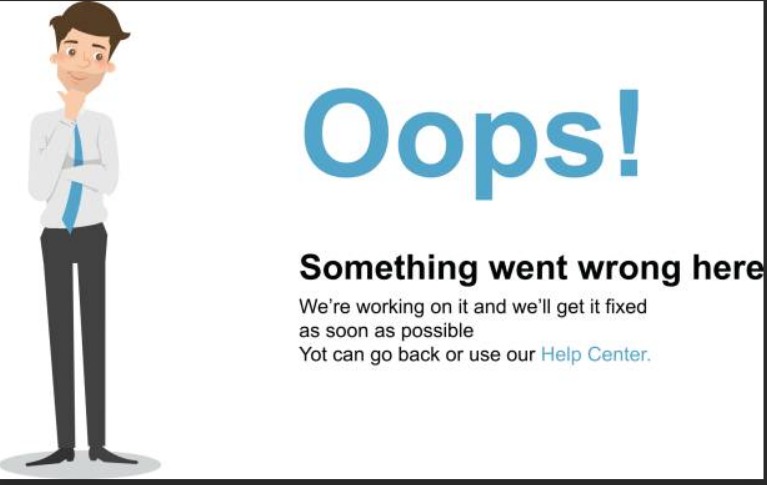 Oops!
Something went wrong here
We're working on it and we'll get it fixed
as soon as possible
Yot can go back or use our Help Center.